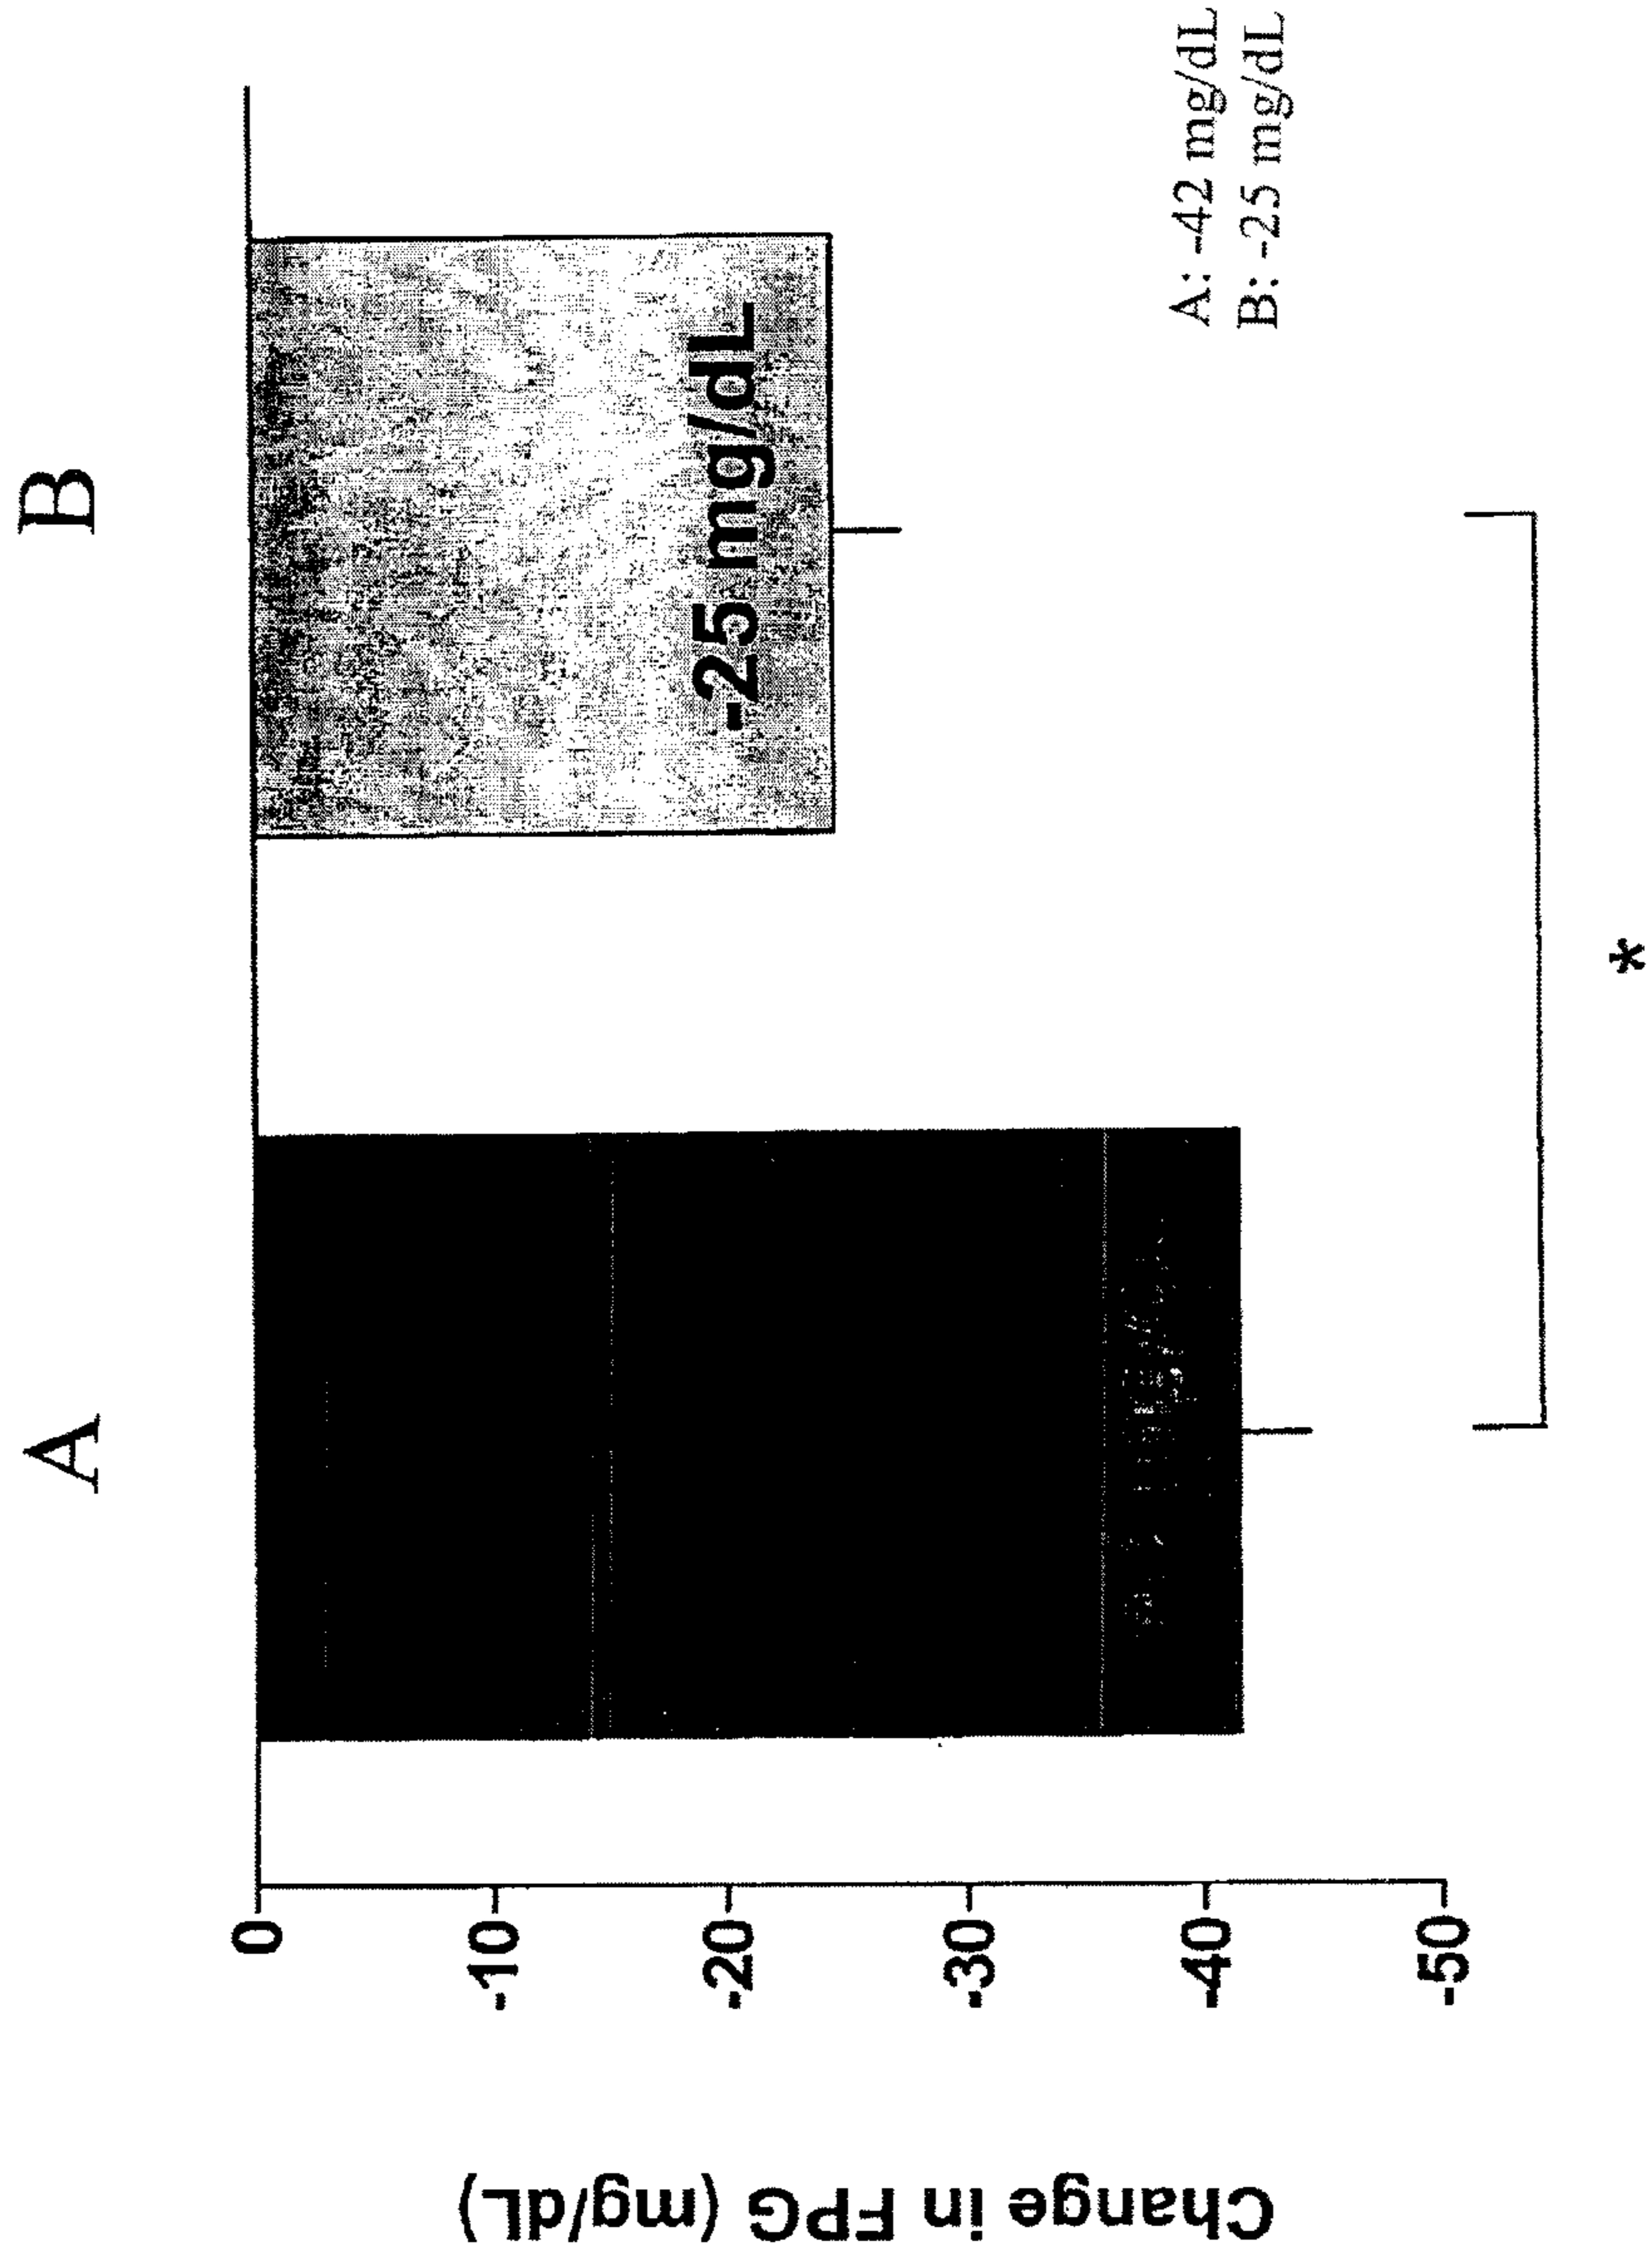 A
B
0
-10
-20
-30
-40
-50
Change in FPG (mg/dL)
-25 mg/dL
A: -42 mg/dL
B: -25 mg/dL
*